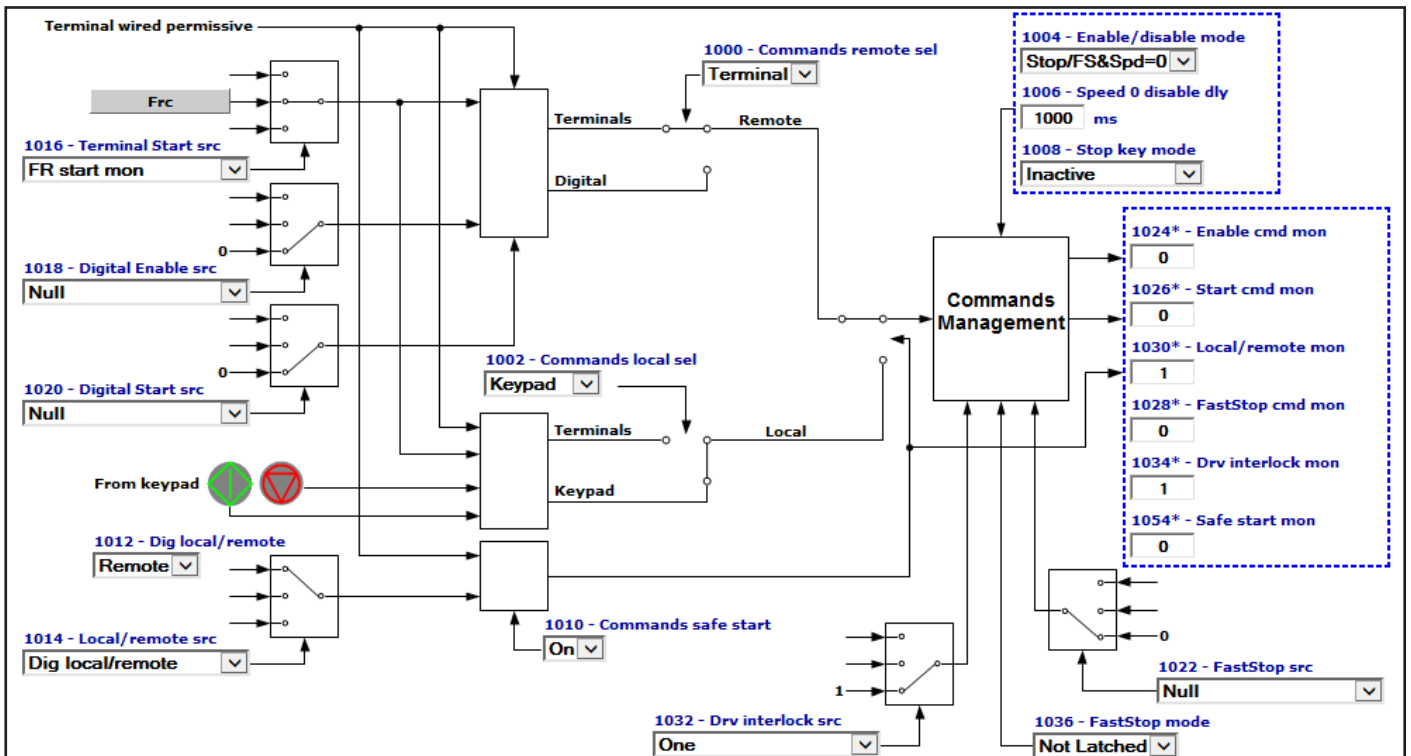 Terminal wired permissive
Frc
1016 - Terminal Start src
FR start mon
0
1018 - Digital Enable src
Null
0
1020 - Digital Start src
Null
From keypad
1012 - Dig local/remote
Remote
1014 - Local/remote src
Dig local/remote
1000 - Commands remote sel
Terminal
Terminals
Remote
Digital
1002 - Commands local sel
Keypad
Terminals
Local
Keypad
1010 - Commands safe start
On
1004 - Enable/disable mode
Stop/FS&Spd=0
1006 - Speed 0 disable dly
1000 ms
1008 - Stop key mode
Inactive
Commands
Management
1024* - Enable cmd mon
0
1026* - Start cmd mon
0
1030* - Local/remote mon
1
1028* - FastStop cmd mon
0
1034* - Drv interlock mon
1
1054* - Safe start mon
0
0
1022 - FastStop src
Null
1
1032 - Drv interlock src
One
1036 - FastStop mode
Not Latched